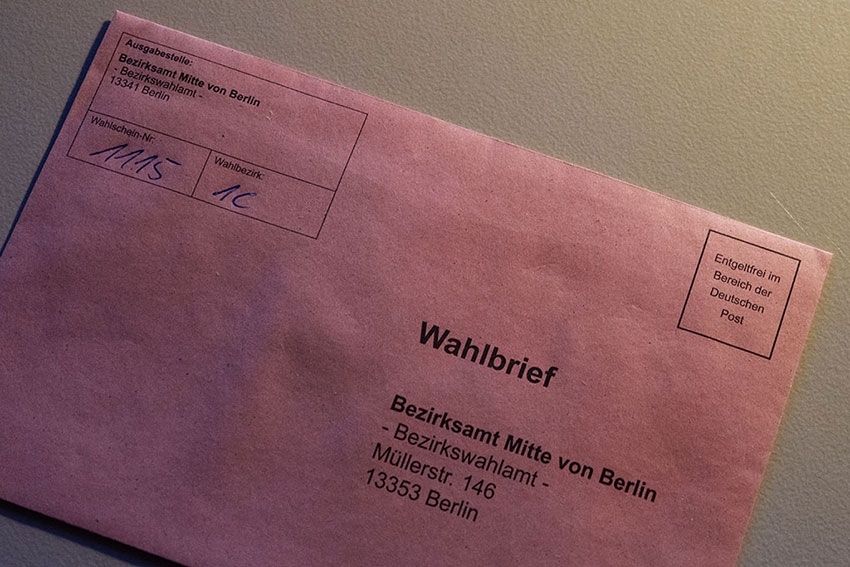 Ausgabestelle:
Bezirksamt Mitte von Berlin
- Bezirkswahlamt -
13341 Berlin
Wahlschein-Nr
1115
Wahlbezirk:
1C
Entgeltfrei im
Bereich der
Deutschen
Post
Wahlbrief
Bezirksamt Mitte von Berlin
- Bezirkswahlamt -
Müllerstr. 146
13353 Berlin